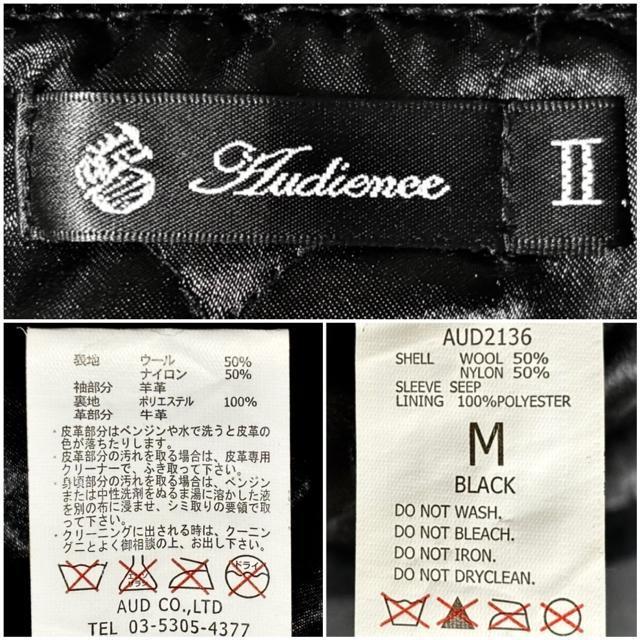 Audience
II
表地 ウール 50%
ナイロン 50%
袖部分 羊革
裏地 ポリエステル 100%
革部分 牛革
・皮革部分はベンジンや水で洗うと皮革の
色が落ちたりします。
・皮革部分の汚れを取る場合は、皮革専用
クリーナーで、ふき取って下さい。
・身頃部分の汚れを取る場合は、ベンジン
または中性洗剤をぬるま湯に溶かした液
を別の布に浸ませ、シミ取りの要領で取
って下さい。
・クリーニングに出される時は、クーニン
グ二とよく御相談の上、お出し下さい。
エンソ
サラシ
ドライ
AUD CO.,LTD
TEL 03-5305-4377
AUD2136
SHELL WOOL 50%
NYLON 50%
SLEEVE SEEP
LINING 100%POLYESTER
M
BLACK
DO NOT WASH.
DO NOT BLEACH.
DO NOT IRON.
DO NOT DRYCLEAN.